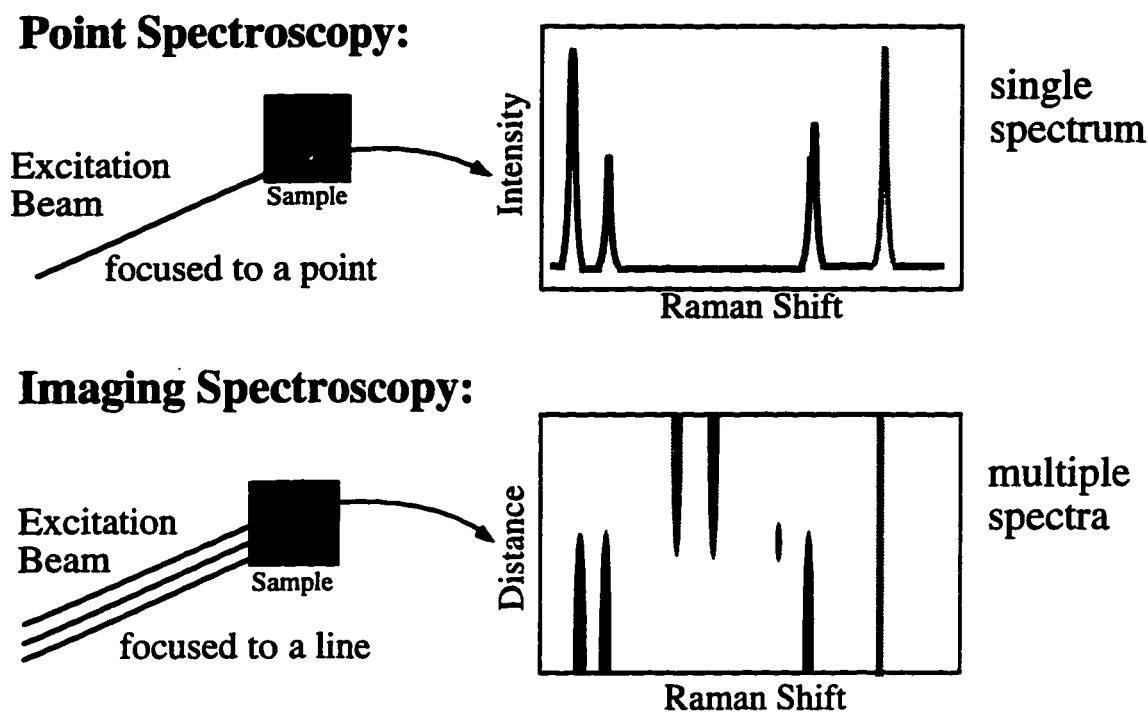 Point Spectroscopy:
Excitation
Beam
Sample
focused to a point
Intensity
Raman Shift
single
spectrum
Imaging Spectroscopy:
Excitation
Beam
Sample
focused to a line
Distance
Raman Shift
multiple
spectra